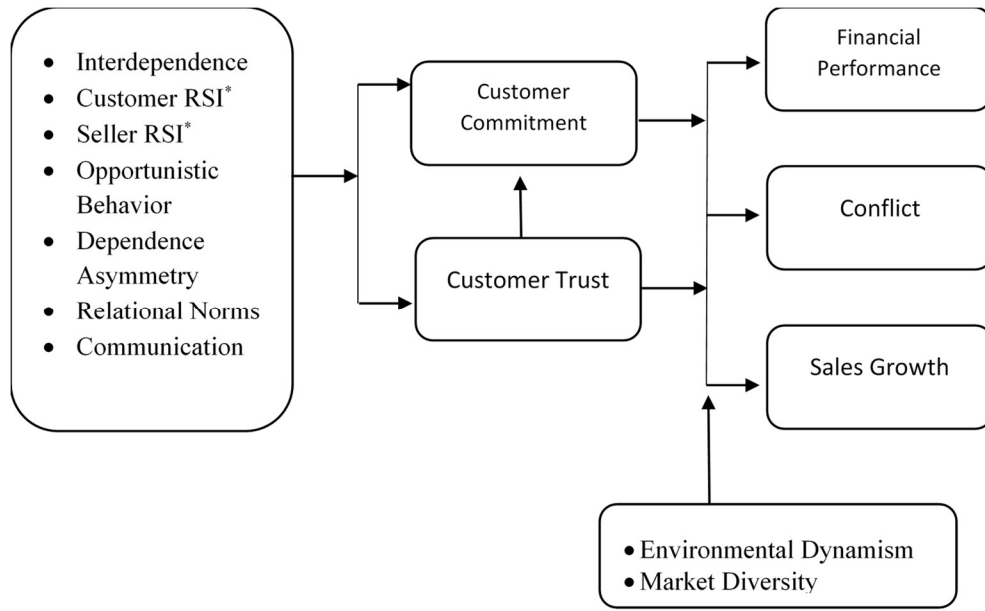 • Interdependence
• Customer RSI*
• Seller RSI*
• Opportunistic
Behavior
• Dependence
Asymmetry
• Relational Norms
• Communication
Customer
Commitment
Customer Trust
Financial
Performance
Conflict
Sales Growth
• Environmental Dynamism
• Market Diversity